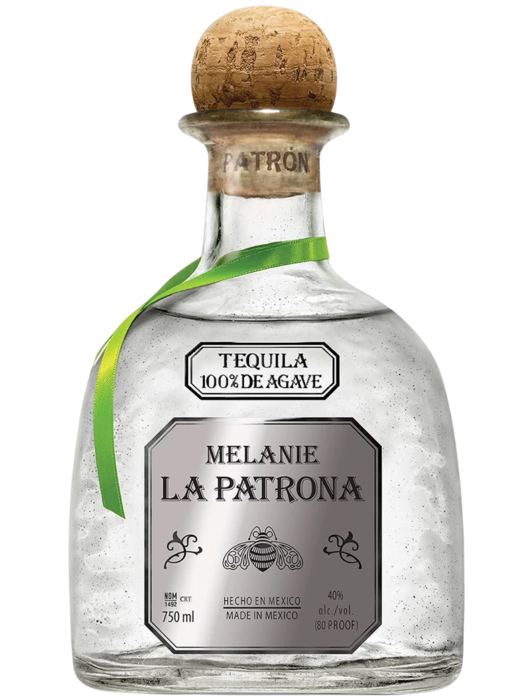 PATRÓN
TEQUILA
100% DE AGAVE
MELANIE
LA PATRONA
NOM CRT
1492
750 ml
HECHO EN MEXICO
MADE IN MEXICO
40%
alc./vol.
(80 PROOF)